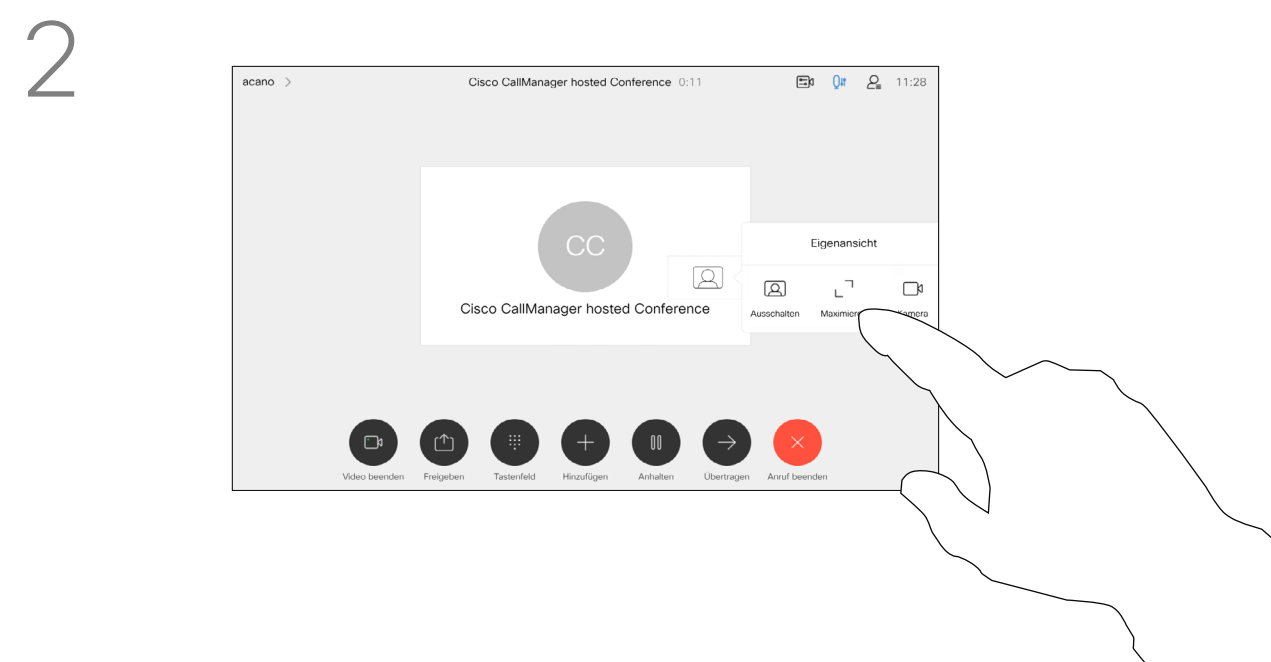 2
acano >
Cisco CallManager hosted Conference 0:11
11:28
CC
Cisco CallManager hosted Conference
Eigenansicht
Ausschalten
Video beenden Freigeben Tastenfeld Hinzufügen Anhalten Übertragen Anruf beenden